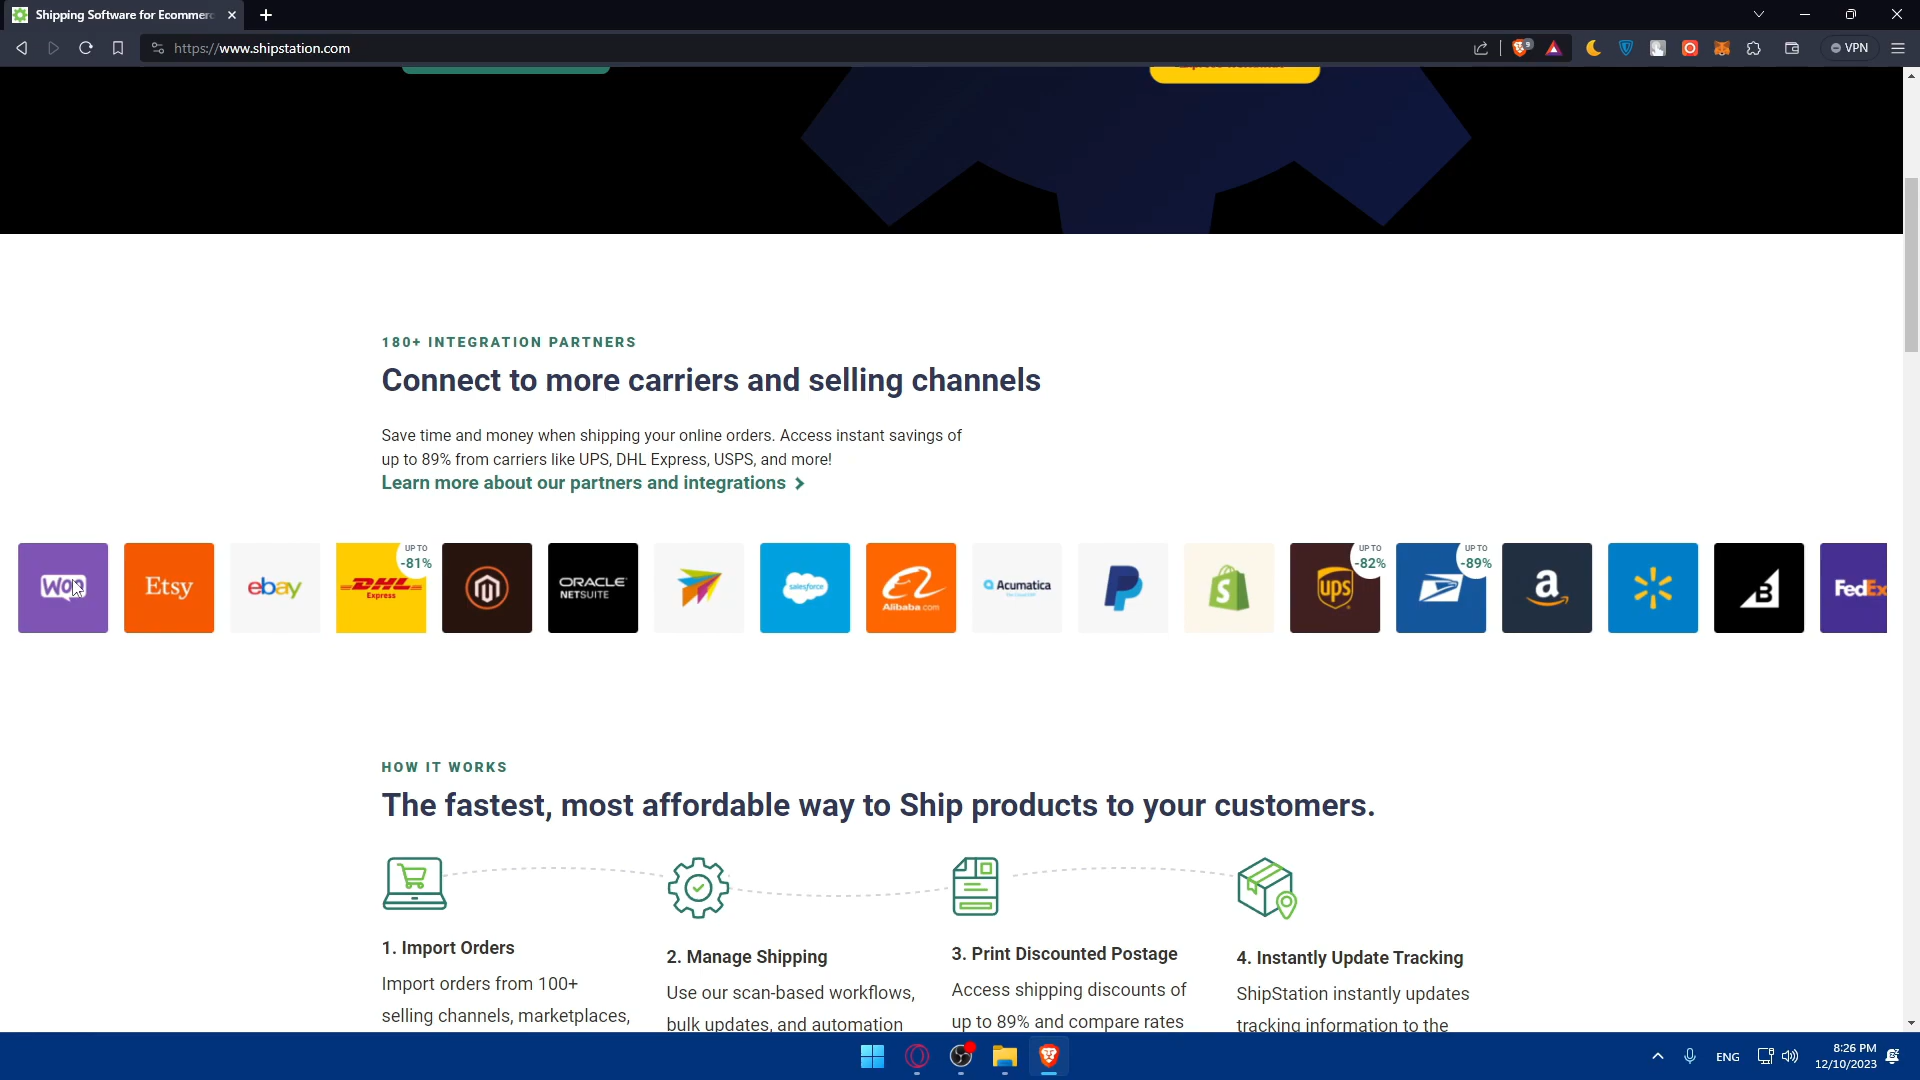 Shipping Software for Ecommerc
https://www.shipstation.com
VPN
180+ INTEGRATION PARTNERS
Connect to more carriers and selling channels
Save time and money when shipping your online orders. Access instant savings of
up to 89% from carriers like UPS, DHL Express, USPS, and more!
Learn more about our partners and integrations
WOO
Etsy
ebay
UP TO
-81%
DHL
Express
ORACLE
NETSUITE
salesforce
Alibaba.com
Acumatica
UP TO
-82%
ups
UP TO
-89%
a
B
FedEx
HOW IT WORKS
The fastest, most affordable way to Ship products to your customers.
1. Import Orders
Import orders from 100+
selling channels, marketplaces,
2. Manage Shipping
Use our scan-based workflows,
bulk updates, and automation
3. Print Discounted Postage
Access shipping discounts of
up to 89% and compare rates
4. Instantly Update Tracking
ShipStation instantly updates
tracking information to the
ENG
8:26 PM
12/10/2023